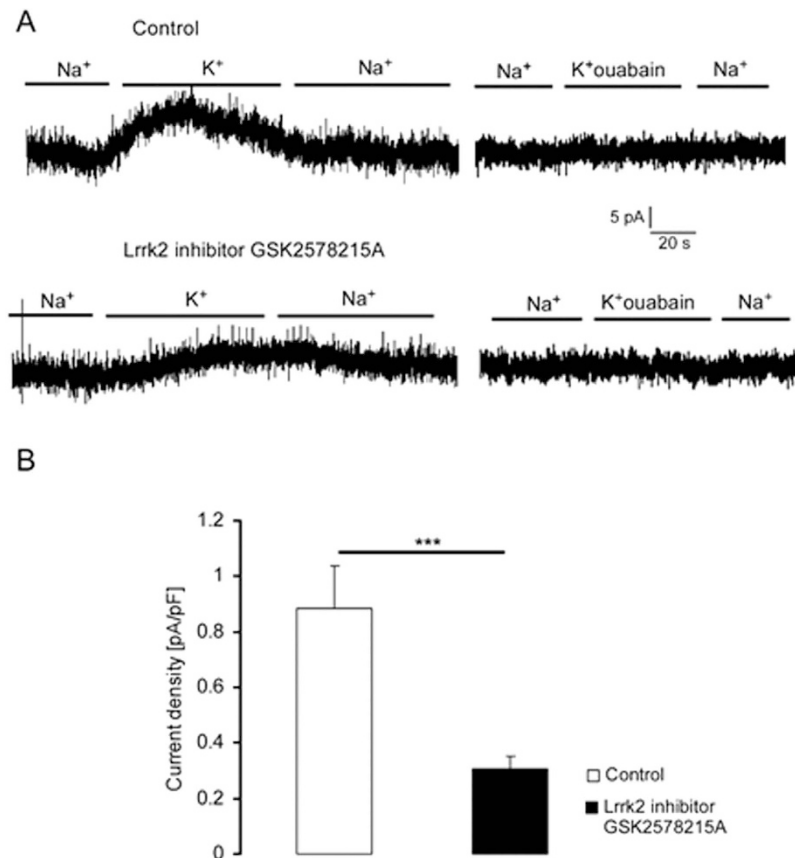 A
Control
Na⁺ K⁺ Na⁺ Na⁺ K⁺ouabain Na⁺
5 pA
20 s
Lrrk2 inhibitor GSK2578215A
Na⁺ K⁺ Na⁺ Na⁺ K⁺ouabain Na⁺
B
Current density [pA/pF]
1.2
1
0.8
0.6
0.4
0.2
0
***
Control
Lrrk2 inhibitor
GSK2578215A